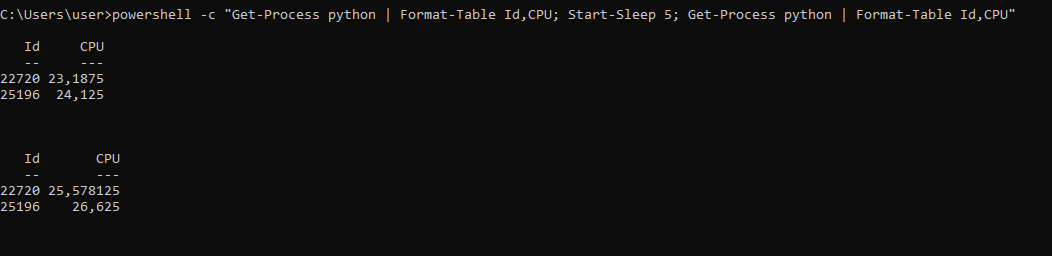 C:\Users\user>powershell -c "Get-Process python | Format-Table Id,CPU; Start-Sleep 5; Get-Process python | Format-Table Id,CPU"
Id CPU
-- ---
22720 23,1875
25196 24,125
Id CPU
-- ---
22720 25,578125
25196 26,625